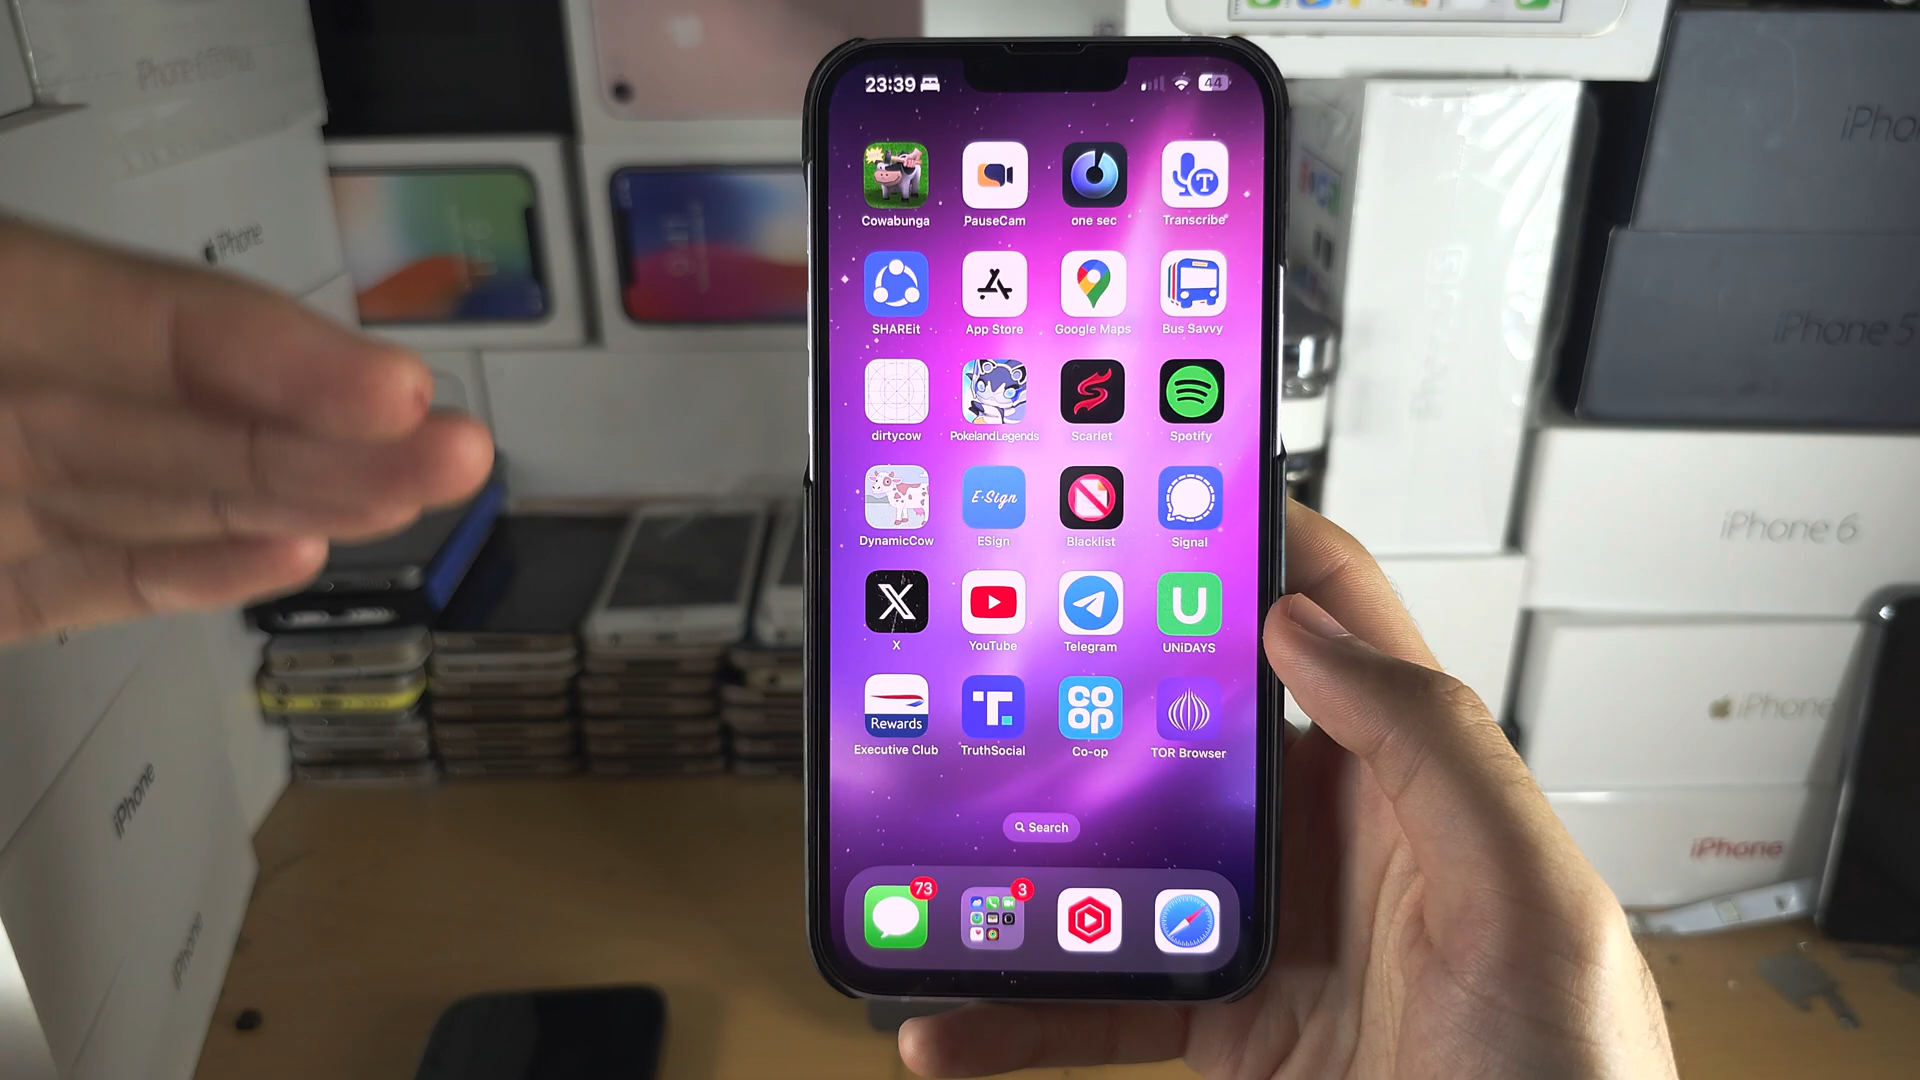 23:39
44
Cowabunga
PauseCam
one sec
Transcribe
T
SHAREit
App Store
Google Maps
Bus Savvy
dirtycow
PokelandLegends
Scarlet
Spotify
E·Sign
DynamicCow
ESign
Blacklist
Signal
X
YouTube
Telegram
U
UNiDAYS
Rewards
T.
CO
OP
Executive Club
TruthSocial
Co-op
TOR Browser
Search
73
3
iPhone
iPhone
iPhone
iPhone 5
iPhone 6
iPhone
iPhone